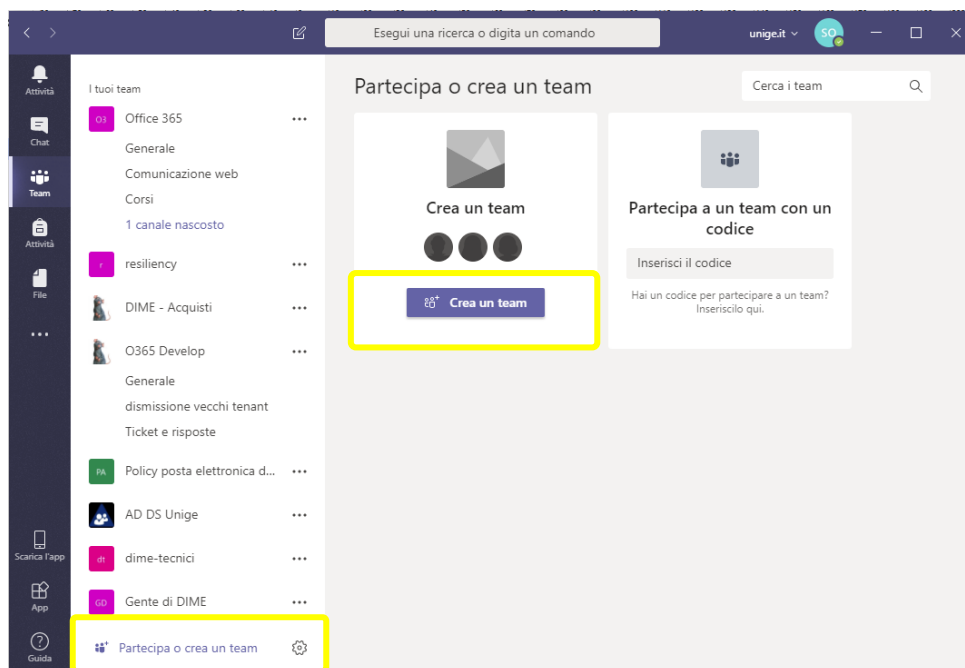 Esegui una ricerca o digita un comando
unige.it
SO
Attività
Chat
Team
Attività
File
Scarica l'app
App
Guida
I tuoi team
O3 Office 365
Generale
Comunicazione web
Corsi
1 canale nascosto
r resiliency
DIME - Acquisti
O365 Develop
Generale
dismissione vecchi tenant
Ticket e risposte
PA Policy posta elettronica d...
AD DS Unige
dt dime-tecnici
GD Gente di DIME
Partecipa o crea un team
Partecipa o crea un team
Cerca i team
Crea un team
Crea un team
Partecipa a un team con un
codice
Inserisci il codice
Hai un codice per partecipare a un team?
Inseriscilo qui.